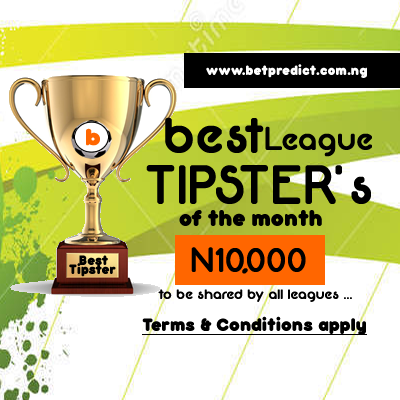 www.betpredict.com.ng
b
best League
TIPSTER's
of the month
N10,000
to be shared by all leagues ...
Terms & Conditions apply
Best
Tipster